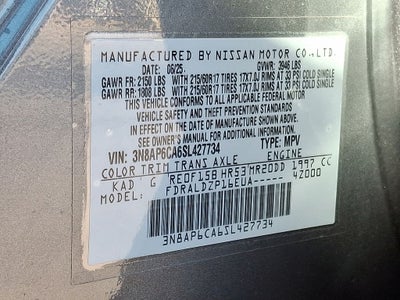 MANUFACTURED BY NISSAN MOTOR CO., LTD.
DATE: 06/25. GVWR: 3946 LBS
GAWR FR: 2150 LBS WITH 215/60R17 TIRES 17X7.0J RIMS AT 33 PSI COLD SINGLE
GAWR RR: 1808 LBS WITH 215/60R17 TIRES 17X7.0J RIMS AT 33 PSI COLD SINGLE
THIS VEHICLE CONFORMS TO ALL APPLICABLE FEDERAL MOTOR
VEHICLE SAFETY AND THEFT PREVENTION STANDARDS
IN EFFECT ON THE DATE OF MANUFACTURE SHOWN ABOVE.
SEE OWNER'S MANUAL FOR ADDITIONAL INFORMATION.
VIN: 3N8AP6CA6SL427734 TYPE: MPV
COLOR TRIM TRANS AXLE ENGINE
KAD G RE0F15B HR53 MR20DD 1997 CC
MODEL: FDRALDZP16EUA----- 4Z000
3N8AP6CA6SL427734